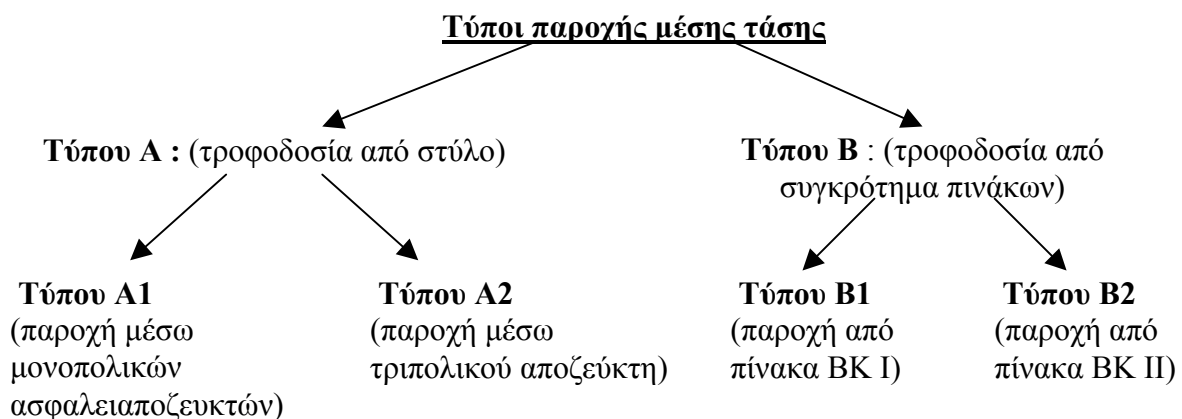 Τύποι παροχής μέσης τάσης
Τύπου Α : (τροφοδοσία από στύλο)
Τύπου Β : (τροφοδοσία από
συγκρότημα πινάκων)
Τύπου Α1
(παροχή μέσω
μονοπολικών
ασφαλειαποζευκτών)
Τύπου Α2
(παροχή μέσω
τριπολικού αποζεύκτη)
Τύπου Β1
(παροχή από
πίνακα ΒΚ Ι)
Τύπου Β2
(παροχή από
πίνακα ΒΚ ΙΙ)